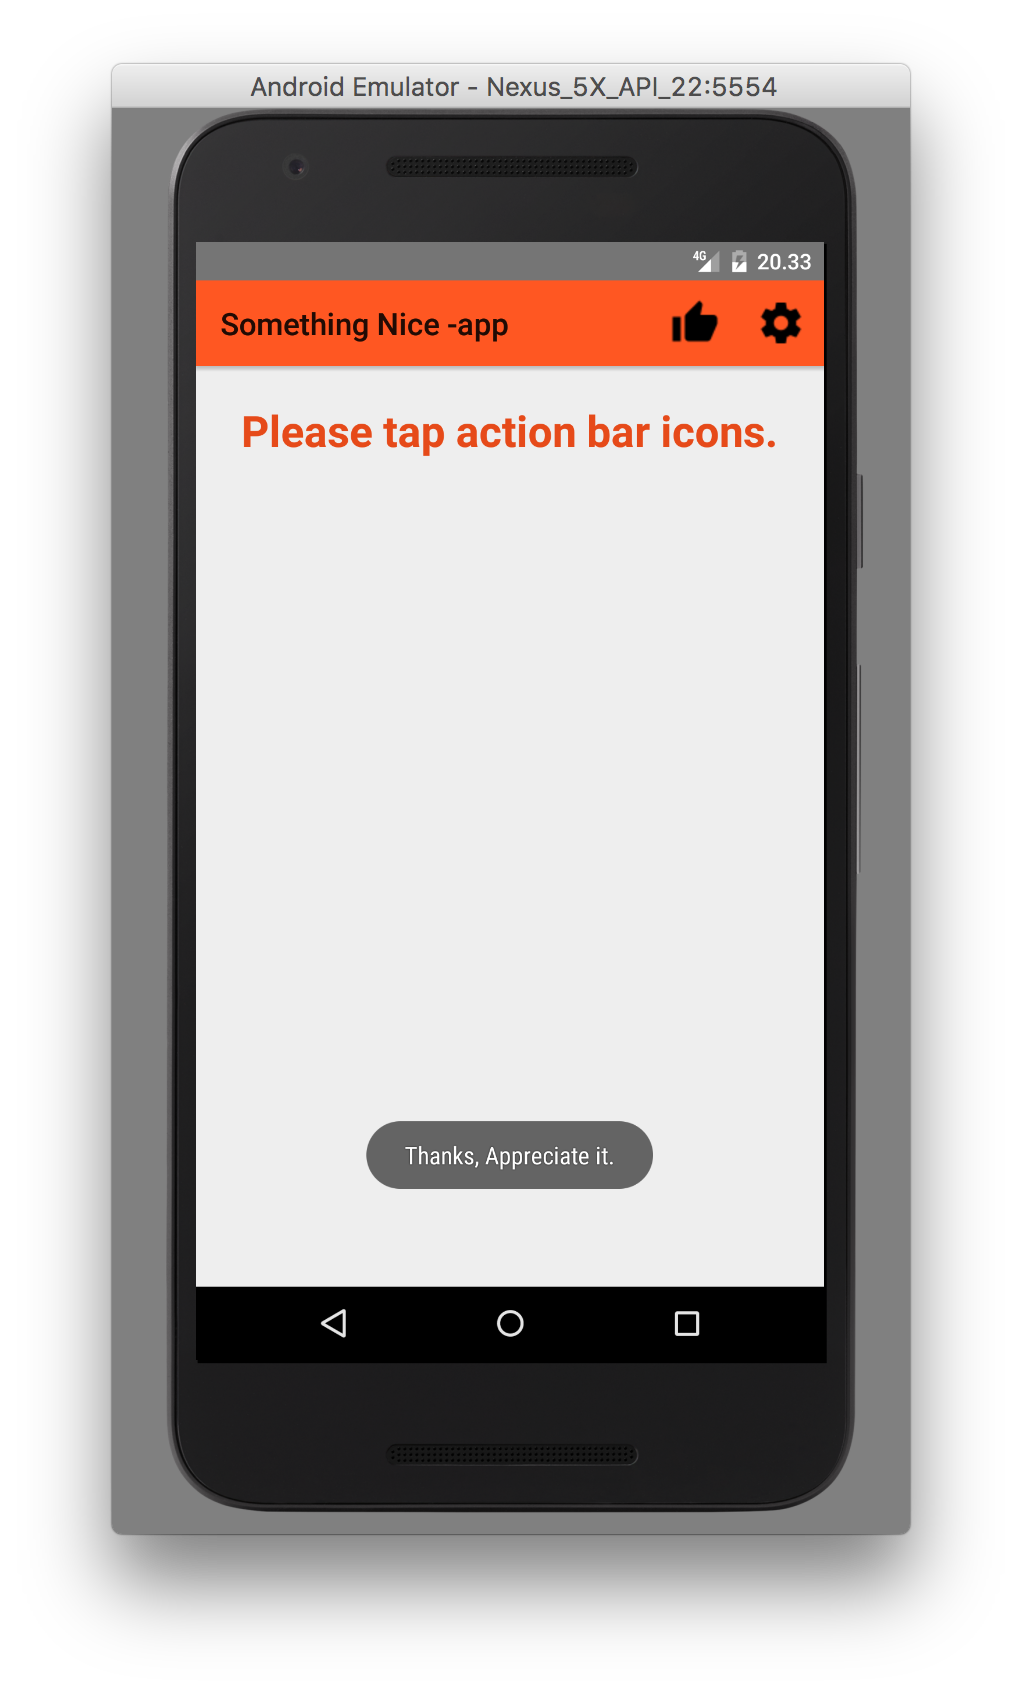 Android Emulator - Nexus_5X_API_22:5554
4G 20.33
Something Nice -app
Please tap action bar icons.
Thanks, Appreciate it.